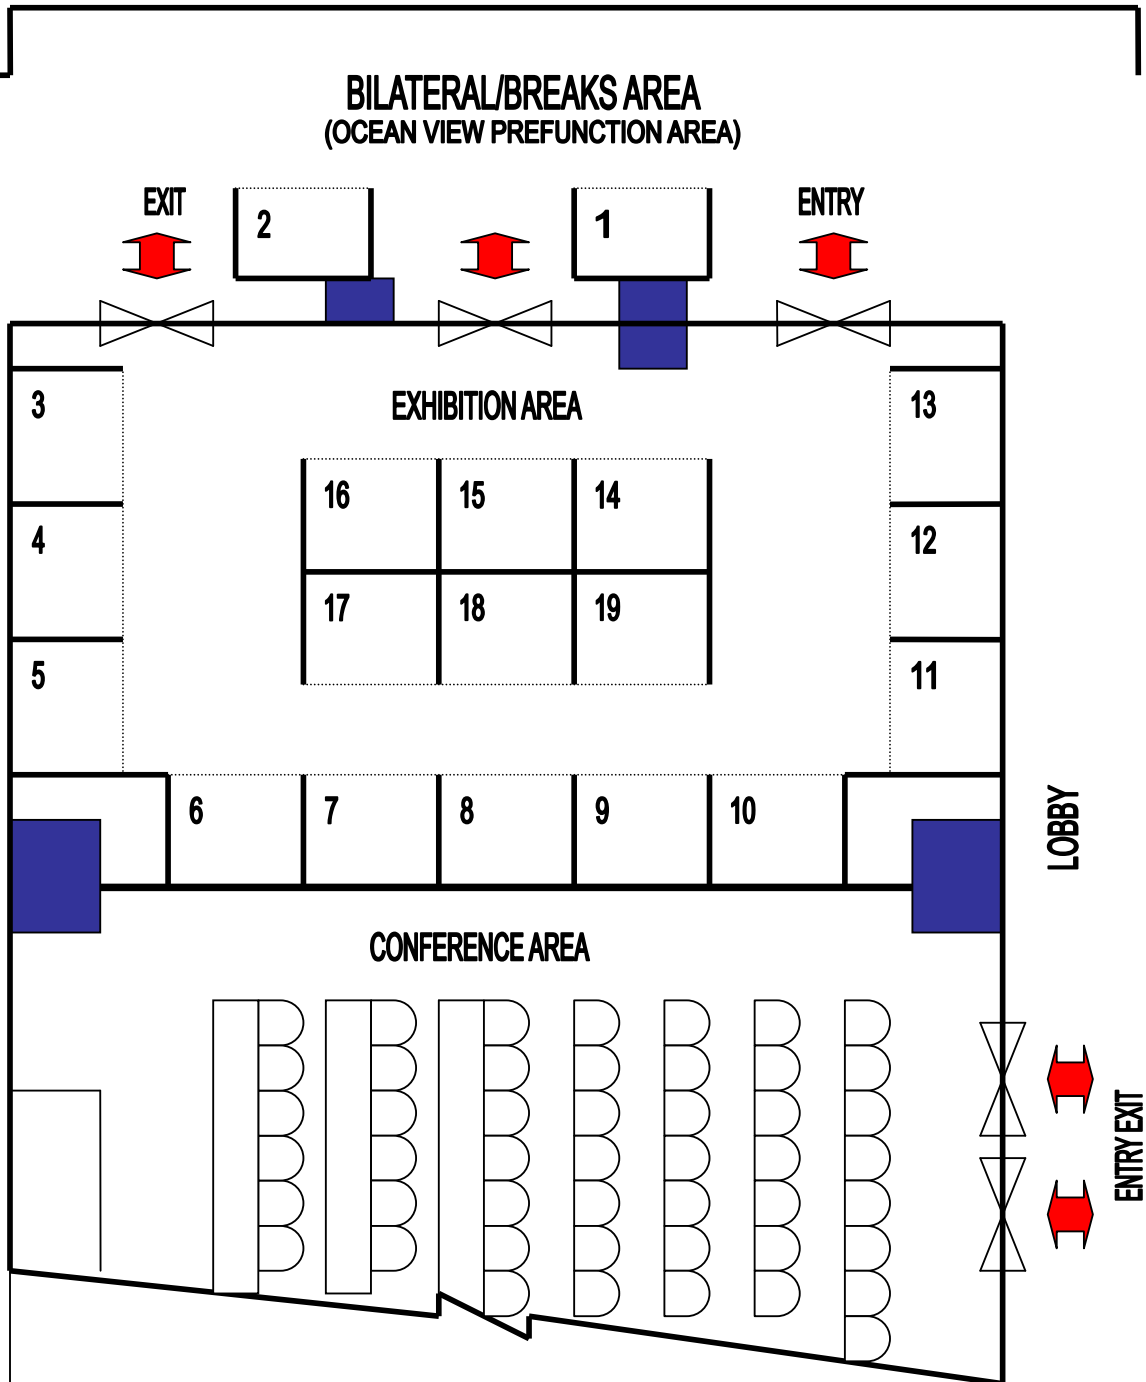 BILATERAL/BREAKS AREA
(OCEAN VIEW PREFUNCTION AREA)
EXIT
2
1
ENTRY
3
EXHIBITION AREA
13
16
15
14
4
12
17
18
19
5
11
6
7
8
9
10
LOBBY
CONFERENCE AREA
ENTRY EXIT